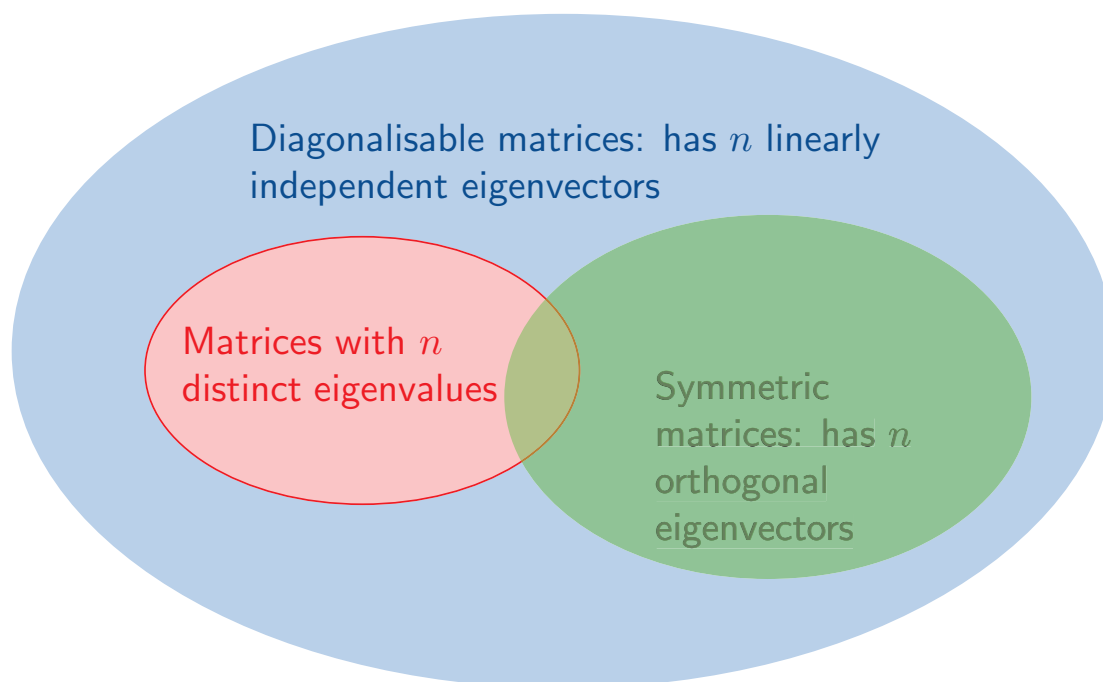 Diagonalisable matrices: has n linearly
independent eigenvectors
Matrices with n
distinct eigenvalues
Symmetric
matrices: has n
orthogonal
eigenvectors